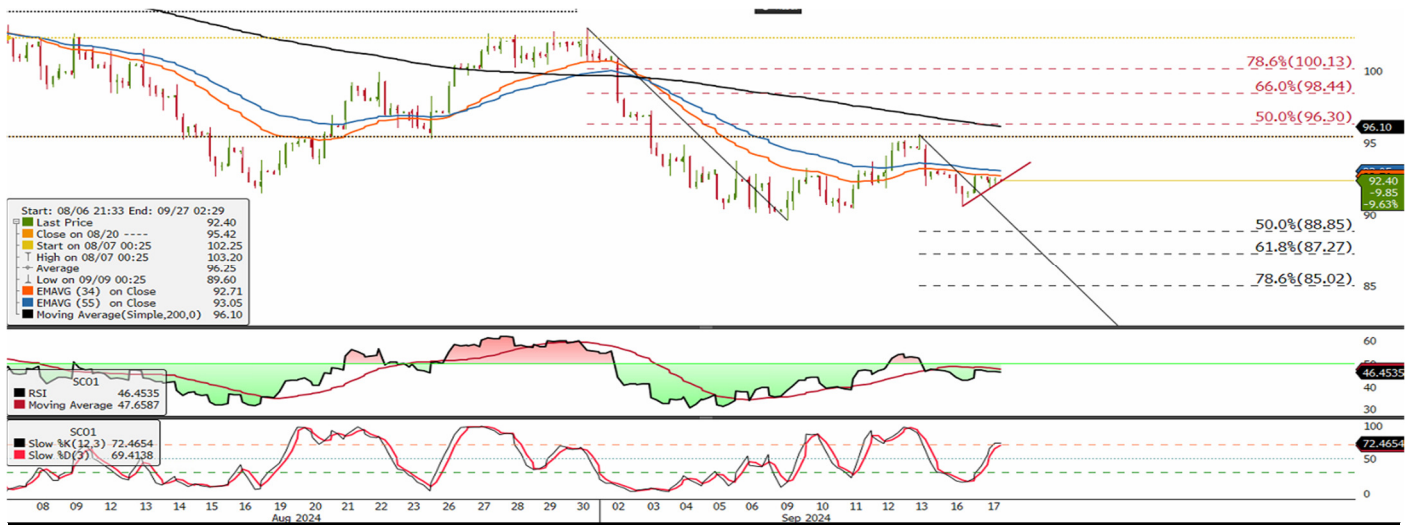 78.6%(100.13)
100
66.0%(98.44)
50.0%(96.30)
96.10
95
92.40
-9.85
-9.63%
90
50.0%(88.85)
61.8%(87.27)
78.6%(85.02)
85
Start: 08/06 21:33 End: 09/27 02:29
Last Price 92.40
Close on 08/20 ---- 95.42
Start on 08/07 00:25 102.25
High on 08/07 00:25 103.20
Average 96.25
Low on 09/09 00:25 89.60
EMAVG (34) on Close 92.71
EMAVG (55) on Close 93.05
Moving Average(Simple,200,0) 96.10
60
46.4535
40
30
SCO1
RSI 46.4535
Moving Average 47.6587
SCO1
Slow %K(12,3) 72.4654
Slow %D(3) 69.4138
100
72.4654
50
0
08 09 12 13 14 15 16 19 20 21 22 23 26 27 28 29 30 02 03 04 05 06 09 10 11 12 13 16 17
Aug 2024 Sep 2024